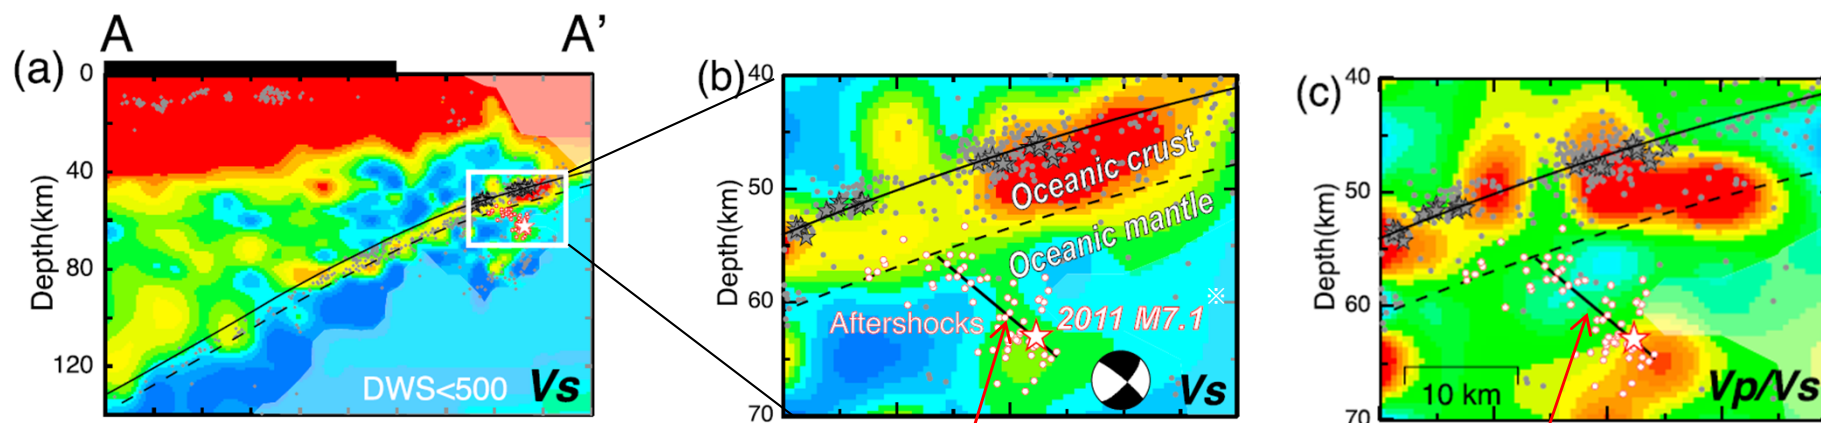 A
A’
(a)
0
40
80
120
Depth(km)
DWS<500
Vs
(b)
40
50
60
70
Depth(km)
Oceanic crust
Oceanic mantle
Aftershocks
2011 M7.1
※
Vs
(c)
40
50
60
70
Depth(km)
10 km
Vp/Vs